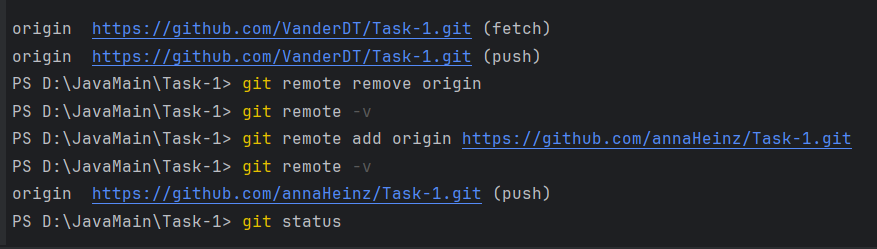 origin  https://github.com/VanderDT/Task-1.git (fetch)
origin  https://github.com/VanderDT/Task-1.git (push)
PS D:\JavaMain\Task-1> git remote remove origin
PS D:\JavaMain\Task-1> git remote -v
PS D:\JavaMain\Task-1> git remote add origin https://github.com/annaHeinz/Task-1.git
PS D:\JavaMain\Task-1> git remote -v
origin  https://github.com/annaHeinz/Task-1.git (push)
PS D:\JavaMain\Task-1> git status